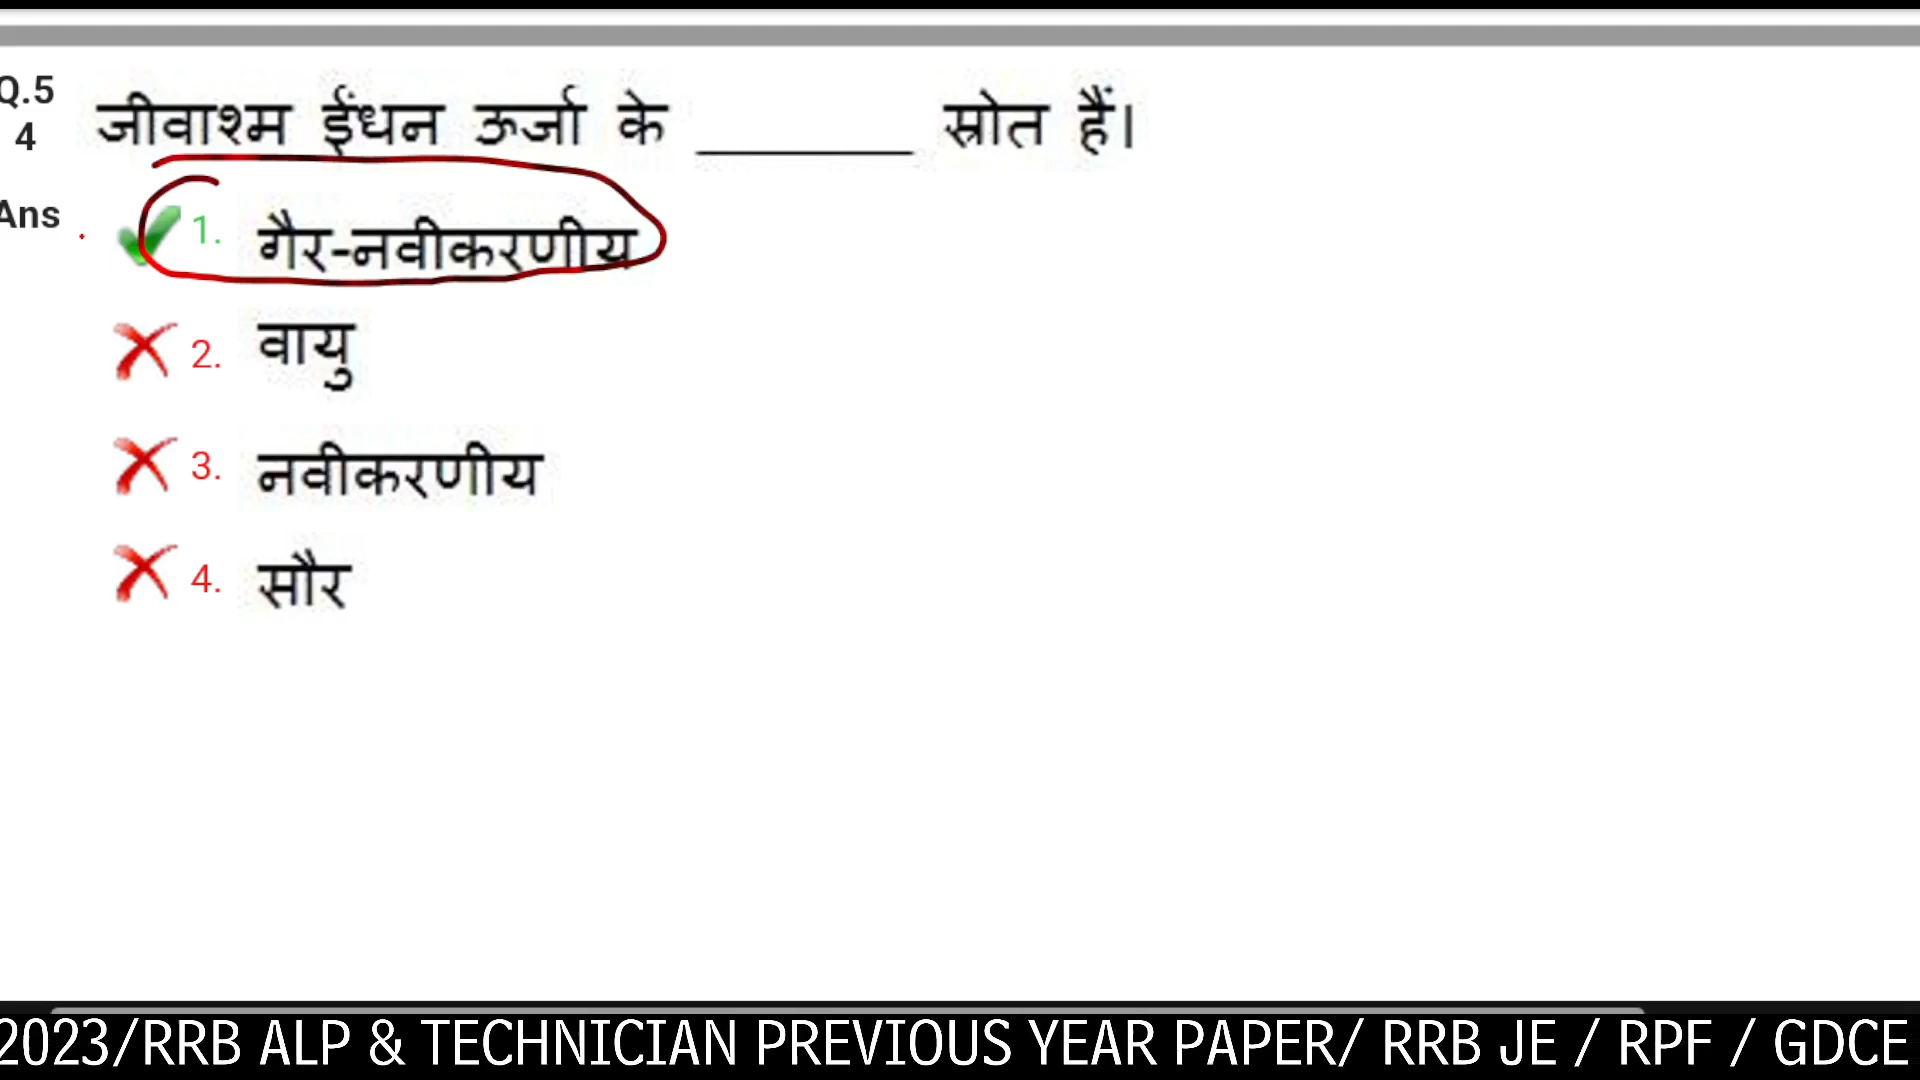 Q.5
4
जीवाश्म ईंधन ऊर्जा के ________ स्रोत हैं।
Ans
1. गैर-नवीकरणीय
2. वायु
3. नवीकरणीय
4. सौर
2023/RRB ALP & TECHNICIAN PREVIOUS YEAR PAPER/ RRB JE / RPF / GDCE